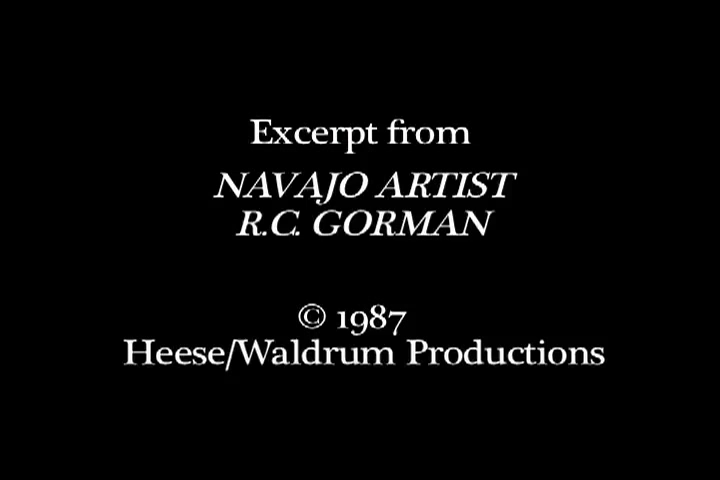 Excerpt from
NAVAJO ARTIST
R.C. GORMAN
© 1987
Heese/Waldrum Productions